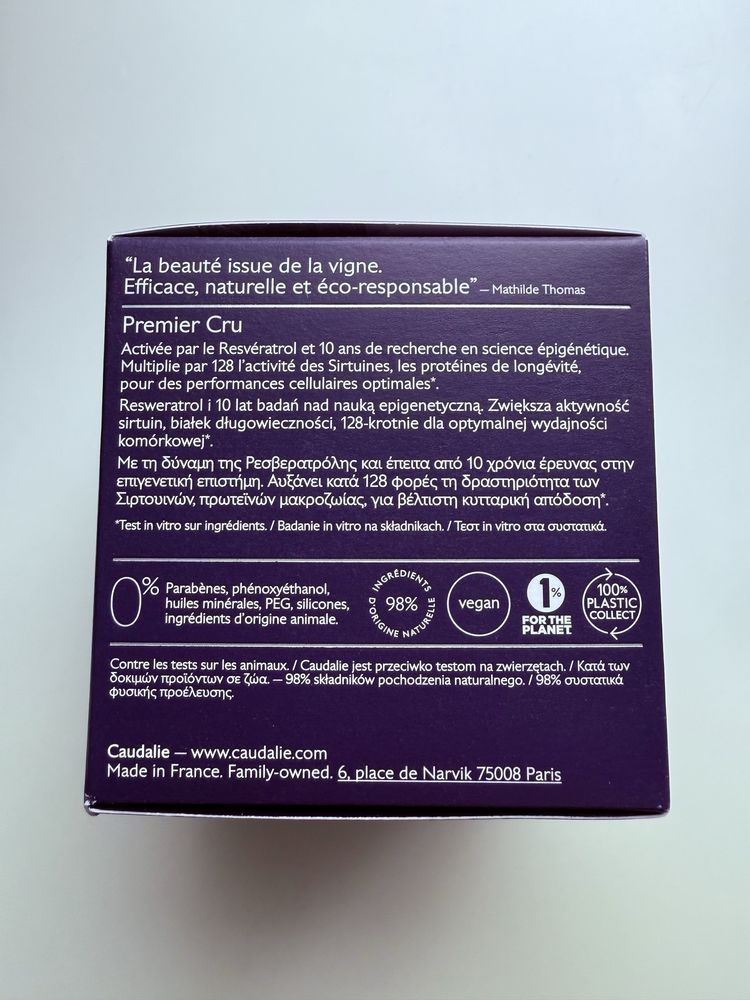 “La beauté issue de la vigne.
Efficace, naturelle et éco-responsable” – Mathilde Thomas
Premier Cru
Activée par le Resvératrol et 10 ans de recherche en science épigénétique.
Multiplie par 128 l’activité des Sirtuines, les protéines de longévité,
pour des performances cellulaires optimales*.
Resweratrol i 10 lat badań nad nauką epigenetyczną. Zwiększa aktywność
sirtuin, białek długowieczności, 128-krotnie dla optymalnej wydajności
komórkowej*.
Με τη δύναμη της Ρεσβερατρόλης και έπειτα από 10 χρόνια έρευνας στην
επιγενετική επιστήμη. Αυξάνει κατά 128 φορές τη δραστηριότητα των
Σιρτουινών, πρωτεϊνών μακροζωίας, για βέλτιστη κυτταρική απόδοση*.
*Test in vitro sur ingrédients. / Badanie in vitro na składnikach. / Τεστ in vitro στα συστατικά.
0% Parabènes, phénoxyéthanol,
huiles minérales, PEG, silicones,
ingrédients d’origine animale.
INGRÉDIENTS
98%
D’ORIGINE NATURELLE
vegan
1%
FOR THE
PLANET
100%
PLASTIC
COLLECT
Contre les tests sur les animaux. / Caudalie jest przeciwko testom na zwierzętach. / Κατά των
δοκιμών προϊόντων σε ζώα. – 98% składników pochodzenia naturalnego. / 98% συστατικά
φυσικής προέλευσης.
Caudalie – www.caudalie.com
Made in France. Family-owned. 6, place de Narvik 75008 Paris